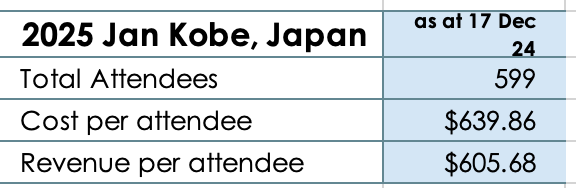 2025 Jan Kobe, Japan
as at 17 Dec
24
Total Attendees 599
Cost per attendee $639.86
Revenue per attendee $605.68